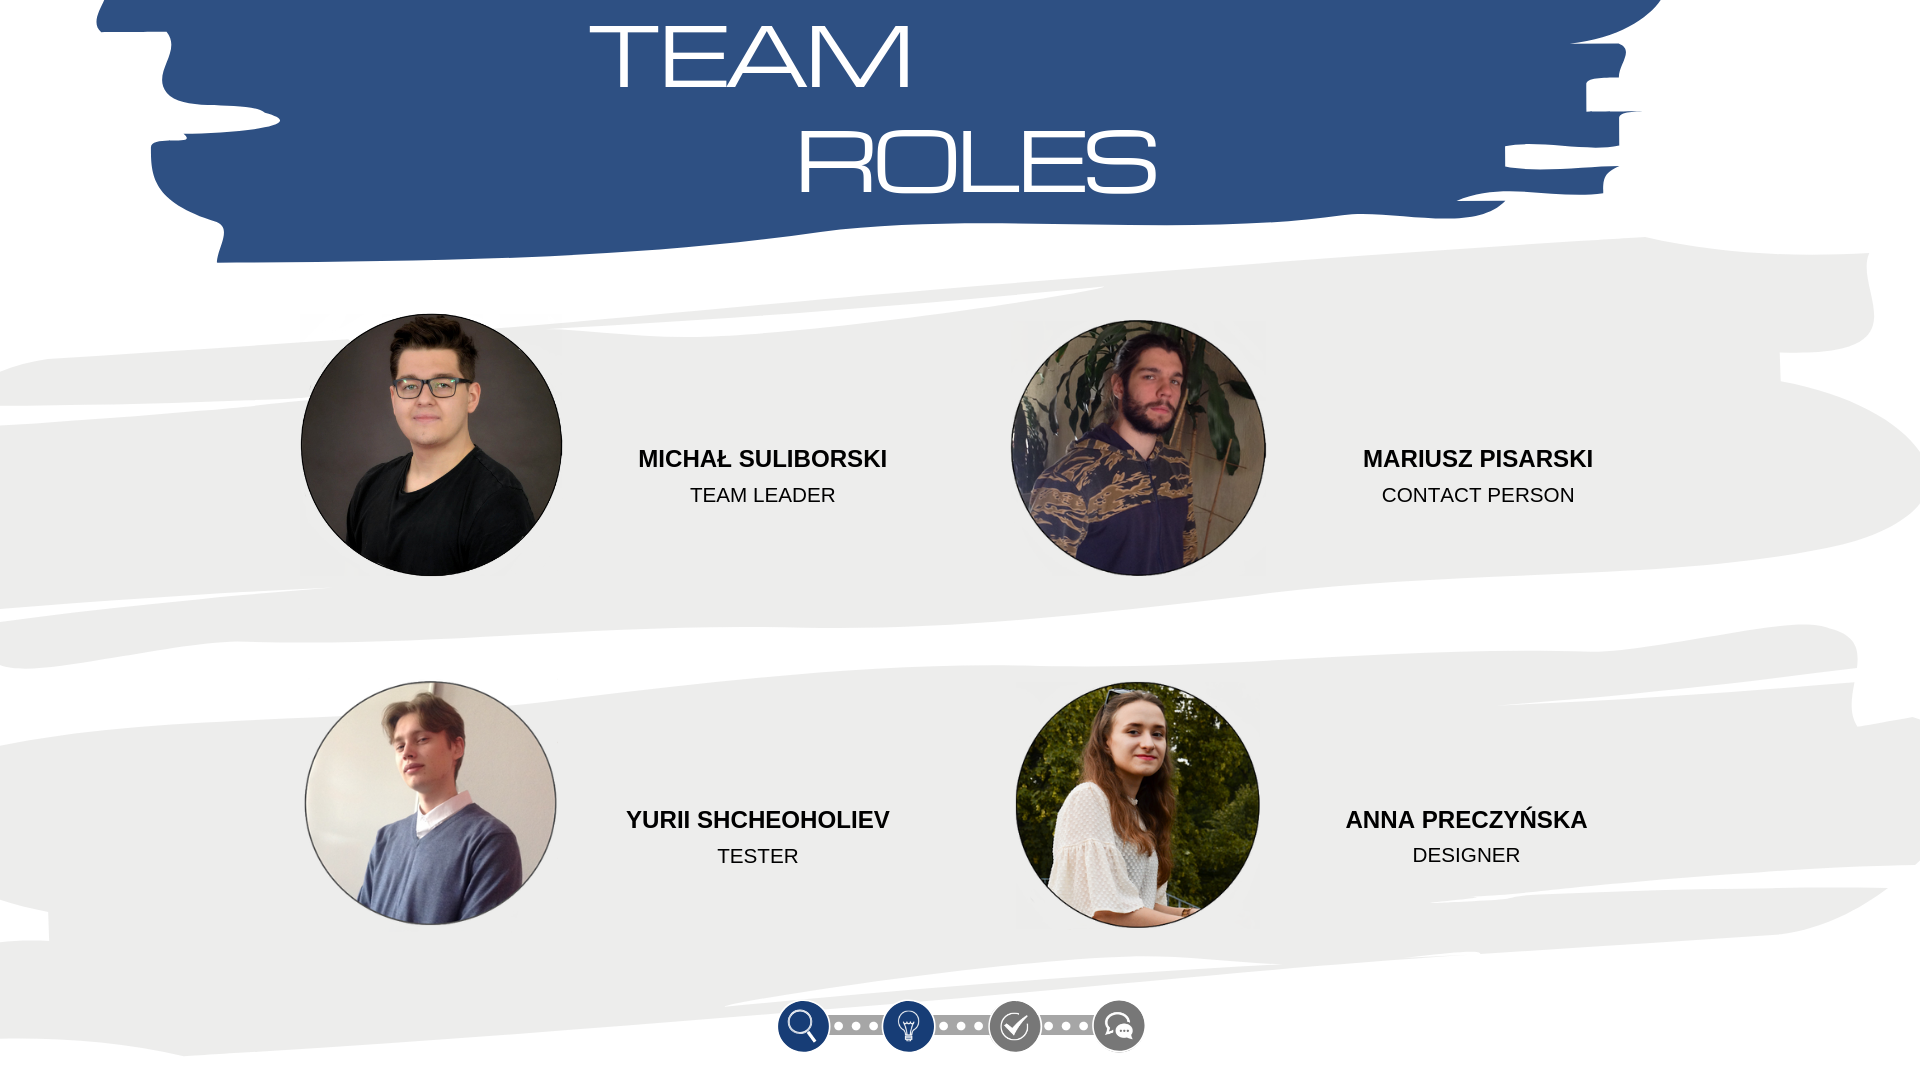 TEAM
ROLES
MICHAŁ SULIBORSKI
TEAM LEADER
MARIUSZ PISARSKI
CONTACT PERSON
YURII SHCHEOHOLIEV
TESTER
ANNA PRECZYŃSKA
DESIGNER